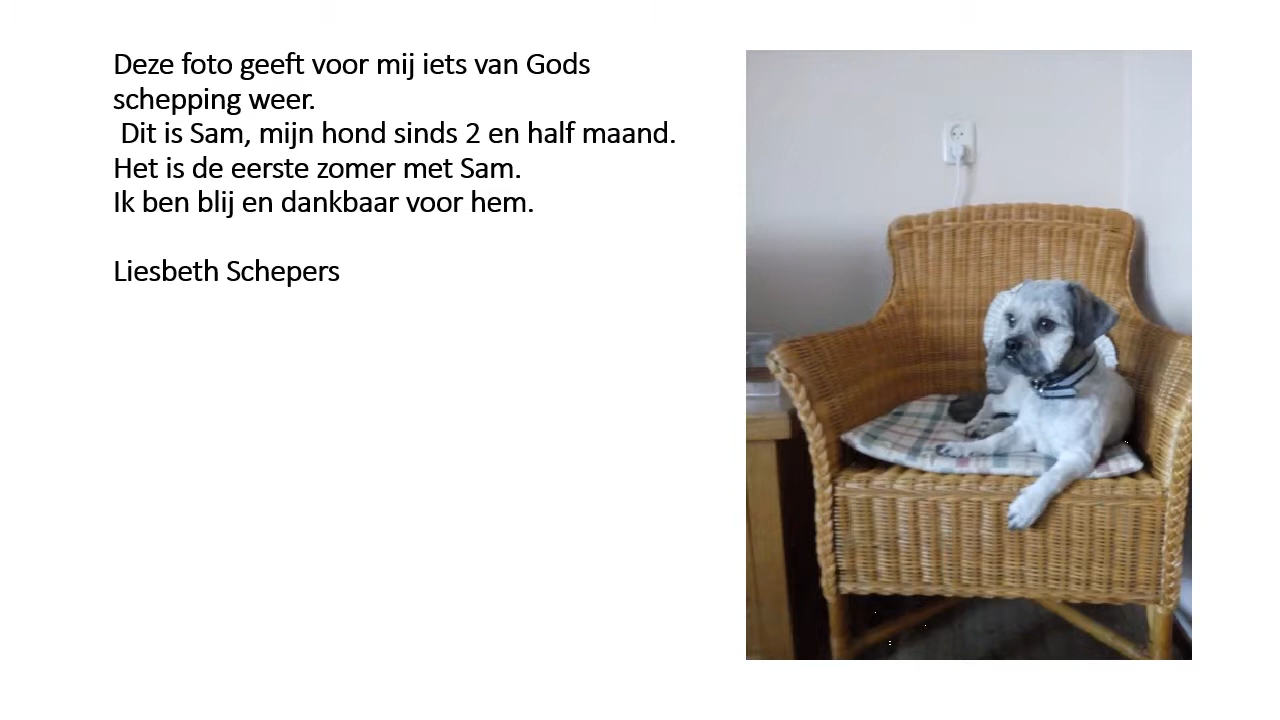 Deze foto geeft voor mij iets van Gods
schepping weer.
Dit is Sam, mijn hond sinds 2 en half maand.
Het is de eerste zomer met Sam.
Ik ben blij en dankbaar voor hem.
Liesbeth Schepers